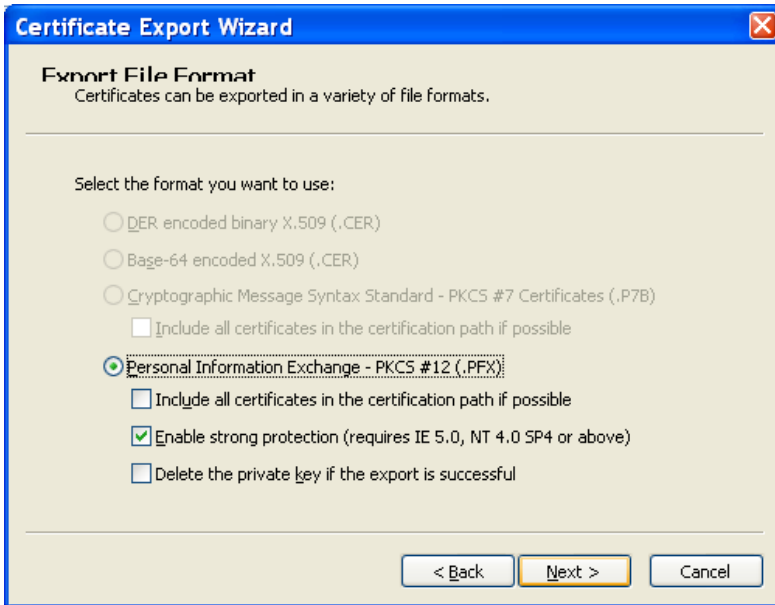 Certificate Export Wizard
Export File Format
Certificates can be exported in a variety of file formats.
Select the format you want to use:
DER encoded binary X.509 (.CER)
Base-64 encoded X.509 (.CER)
Cryptographic Message Syntax Standard - PKCS #7 Certificates (.P7B)
Include all certificates in the certification path if possible
Personal Information Exchange - PKCS #12 (.PFX)
Include all certificates in the certification path if possible
Enable strong protection (requires IE 5.0, NT 4.0 SP4 or above)
Delete the private key if the export is successful
< Back Next > Cancel